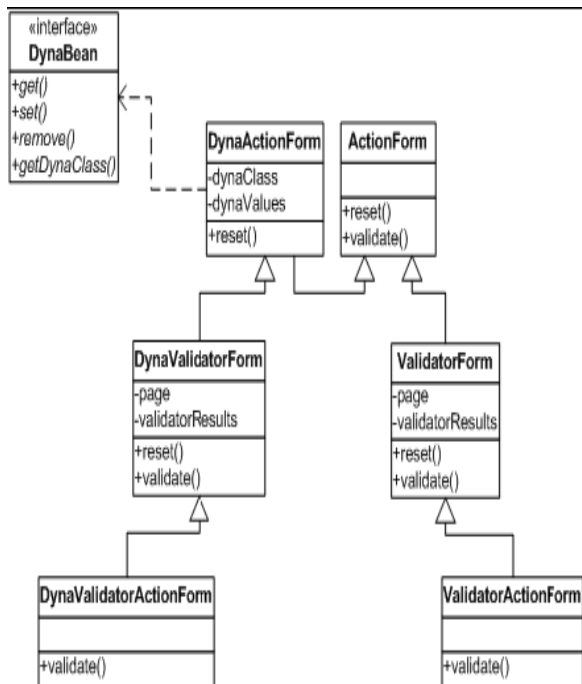 «interface»
DynaBean
+get()
+set()
+remove()
+getDynaClass()
DynaActionForm
-dynaClass
-dynaValues
+reset()
ActionForm
+reset()
+validate()
DynaValidatorForm
-page
-validatorResults
+reset()
+validate()
ValidatorForm
-page
-validatorResults
+reset()
+validate()
DynaValidatorActionForm
+validate()
ValidatorActionForm
+validate()